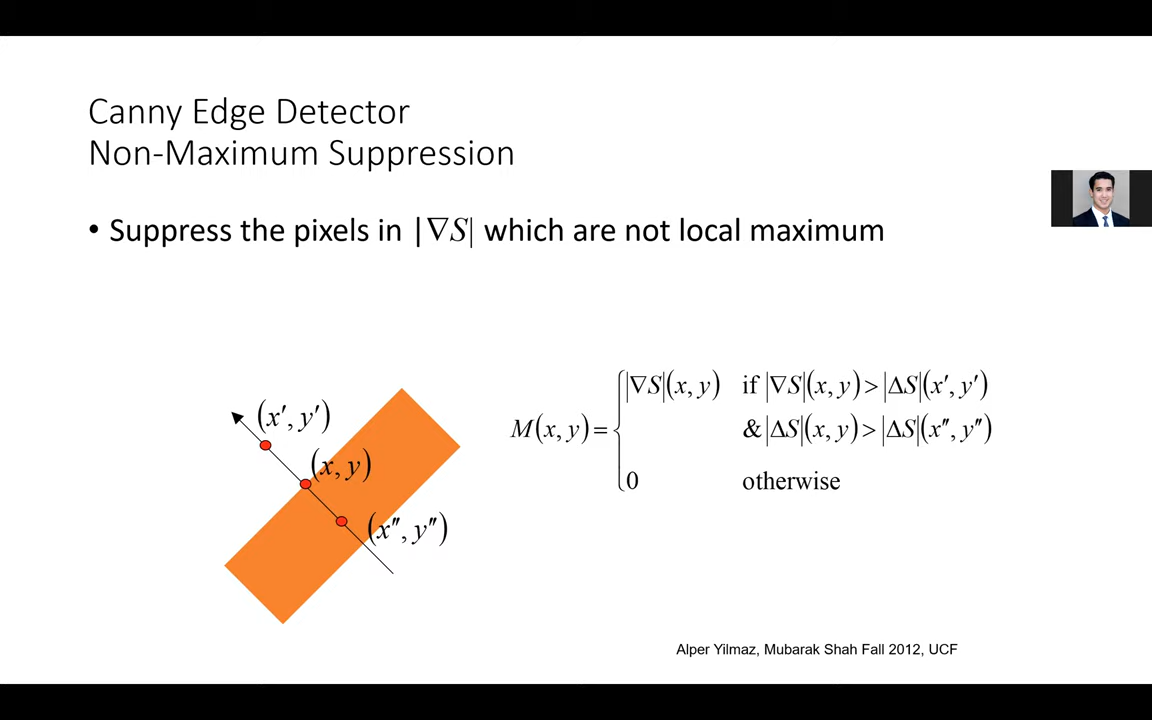 Canny Edge Detector
Non-Maximum Suppression
• Suppress the pixels in |∇S| which are not local maximum
(x′, y′)
(x, y)
(x″, y″)
M(x, y) = { |∇S|(x, y) if |∇S|(x, y) > |ΔS|(x′, y′)
& |ΔS|(x, y) > |ΔS|(x″, y″)
0 otherwise
Alper Yilmaz, Mubarak Shah Fall 2012, UCF